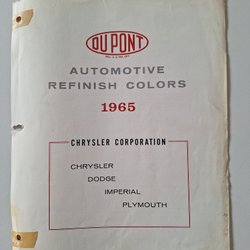 DU PONT
AUTOMOTIVE
REFINISH COLORS
1965
CHRYSLER CORPORATION
CHRYSLER
DODGE
IMPERIAL
PLYMOUTH